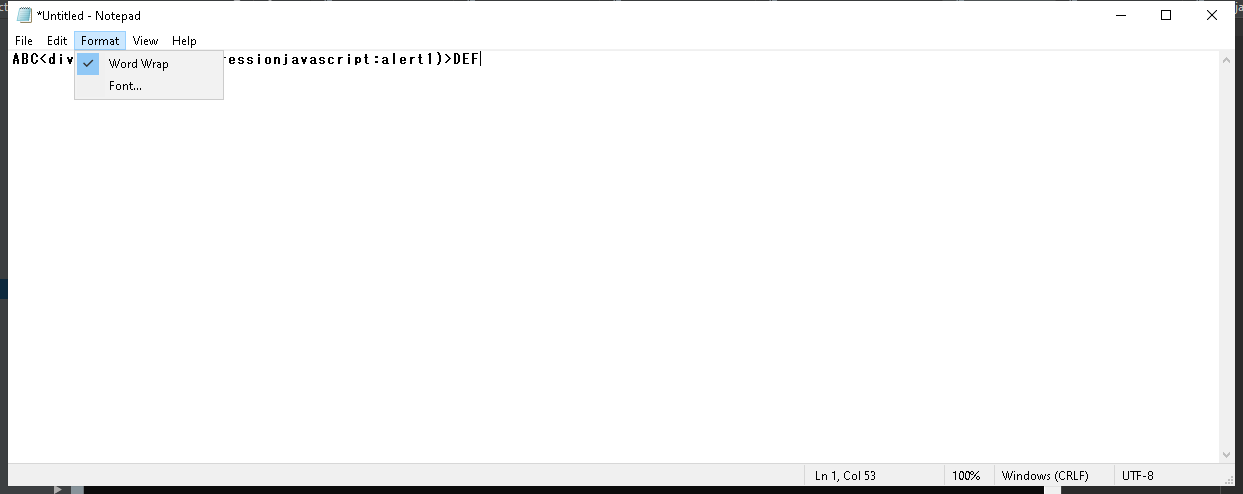 *Untitled - Notepad
File Edit Format View Help
ABC<div ressionjavascript:alert1)>DEF
Word Wrap
Font...
Ln 1, Col 53 100% Windows (CRLF) UTF-8